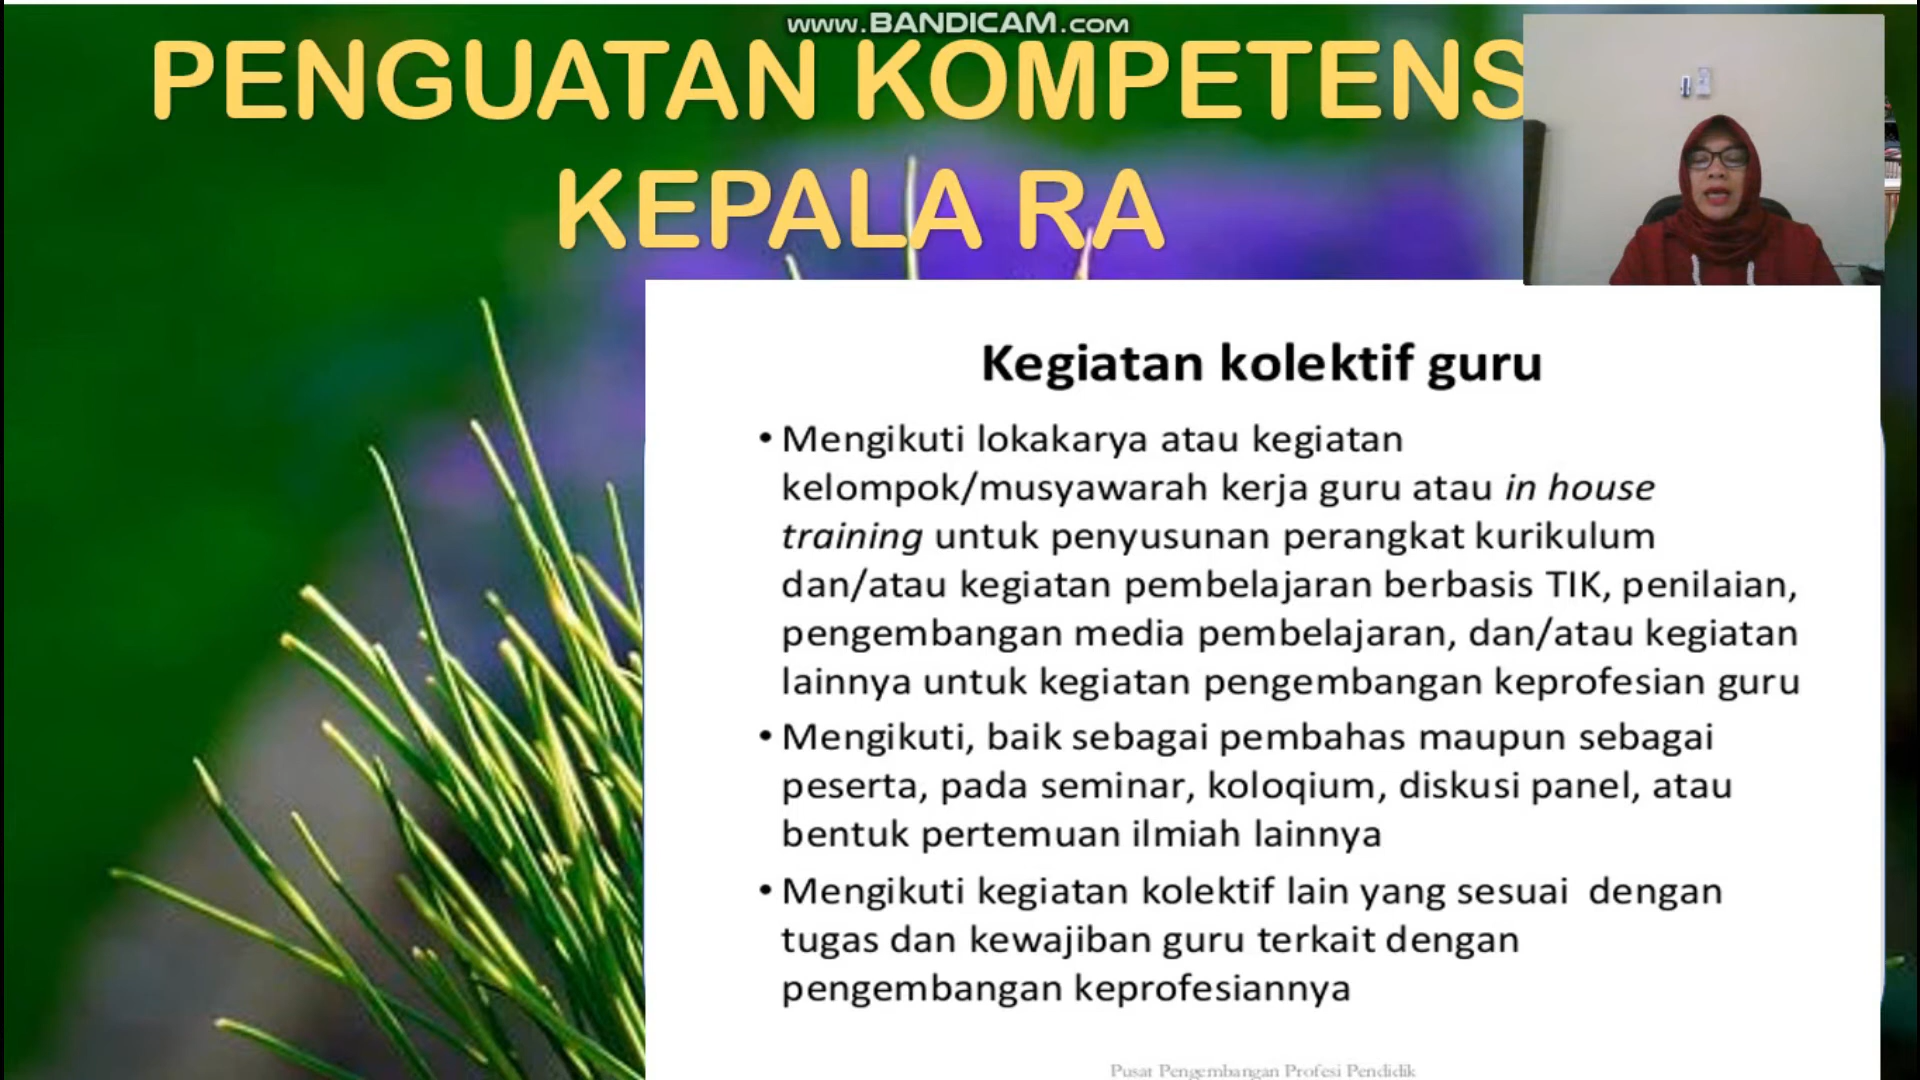 www.BANDICAM.com
PENGUATAN KOMPETENS
KEPALA RA
Kegiatan kolektif guru
• Mengikuti lokakarya atau kegiatan
kelompok/musyawarah kerja guru atau in house
training untuk penyusunan perangkat kurikulum
dan/atau kegiatan pembelajaran berbasis TIK, penilaian,
pengembangan media pembelajaran, dan/atau kegiatan
lainnya untuk kegiatan pengembangan keprofesian guru
• Mengikuti, baik sebagai pembahas maupun sebagai
peserta, pada seminar, koloqium, diskusi panel, atau
bentuk pertemuan ilmiah lainnya
• Mengikuti kegiatan kolektif lain yang sesuai dengan
tugas dan kewajiban guru terkait dengan
pengembangan keprofesiannya
Pusat Pengembangan Profesi Pendidik